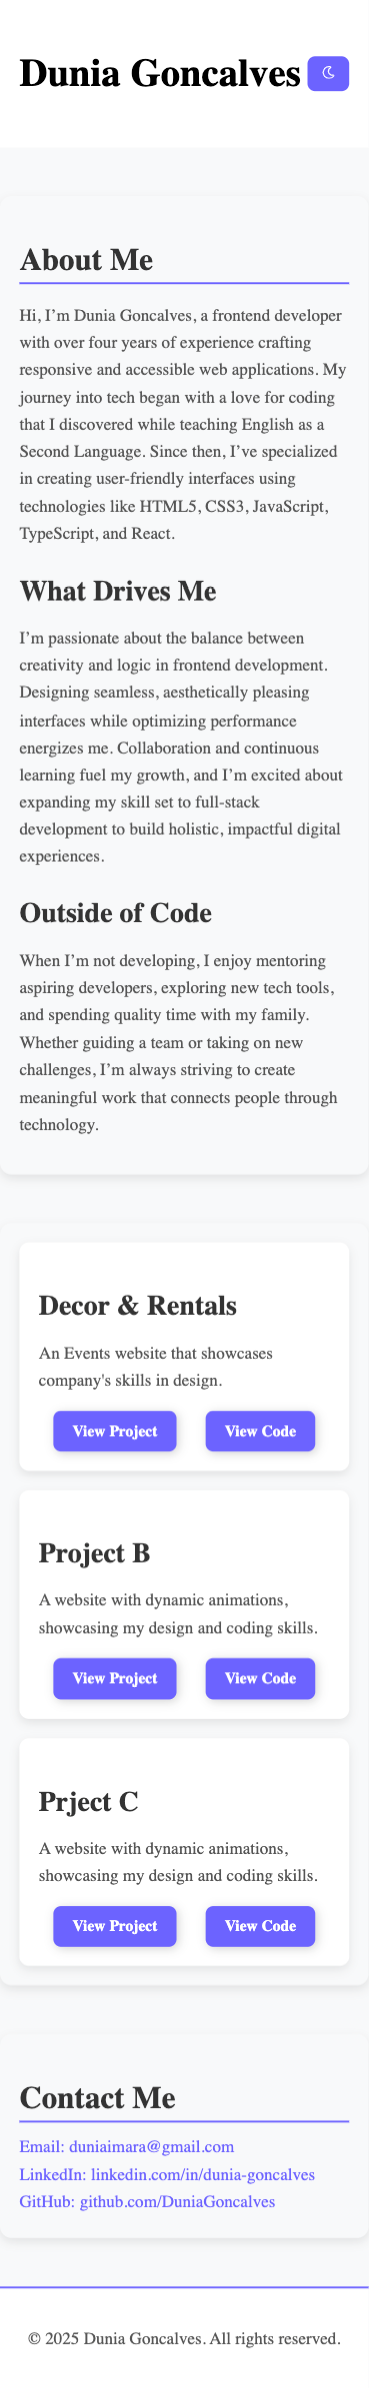 Dunia Goncalves
About Me
Hi, I’m Dunia Goncalves, a frontend developer
with over four years of experience crafting
responsive and accessible web applications. My
journey into tech began with a love for coding
that I discovered while teaching English as a
Second Language. Since then, I’ve specialized
in creating user-friendly interfaces using
technologies like HTML5, CSS3, JavaScript,
TypeScript, and React.
What Drives Me
I’m passionate about the balance between
creativity and logic in frontend development.
Designing seamless, aesthetically pleasing
interfaces while optimizing performance
energizes me. Collaboration and continuous
learning fuel my growth, and I’m excited about
expanding my skill set to full-stack
development to build holistic, impactful digital
experiences.
Outside of Code
When I’m not developing, I enjoy mentoring
aspiring developers, exploring new tech tools,
and spending quality time with my family.
Whether guiding a team or taking on new
challenges, I’m always striving to create
meaningful work that connects people through
technology.
Decor & Rentals
An Events website that showcases
company's skills in design.
View Project View Code
Project B
A website with dynamic animations,
showcasing my design and coding skills.
View Project View Code
Prject C
A website with dynamic animations,
showcasing my design and coding skills.
View Project View Code
Contact Me
Email: duniaimara@gmail.com
LinkedIn: linkedin.com/in/dunia-goncalves
GitHub: github.com/DuniaGoncalves
© 2025 Dunia Goncalves. All rights reserved.